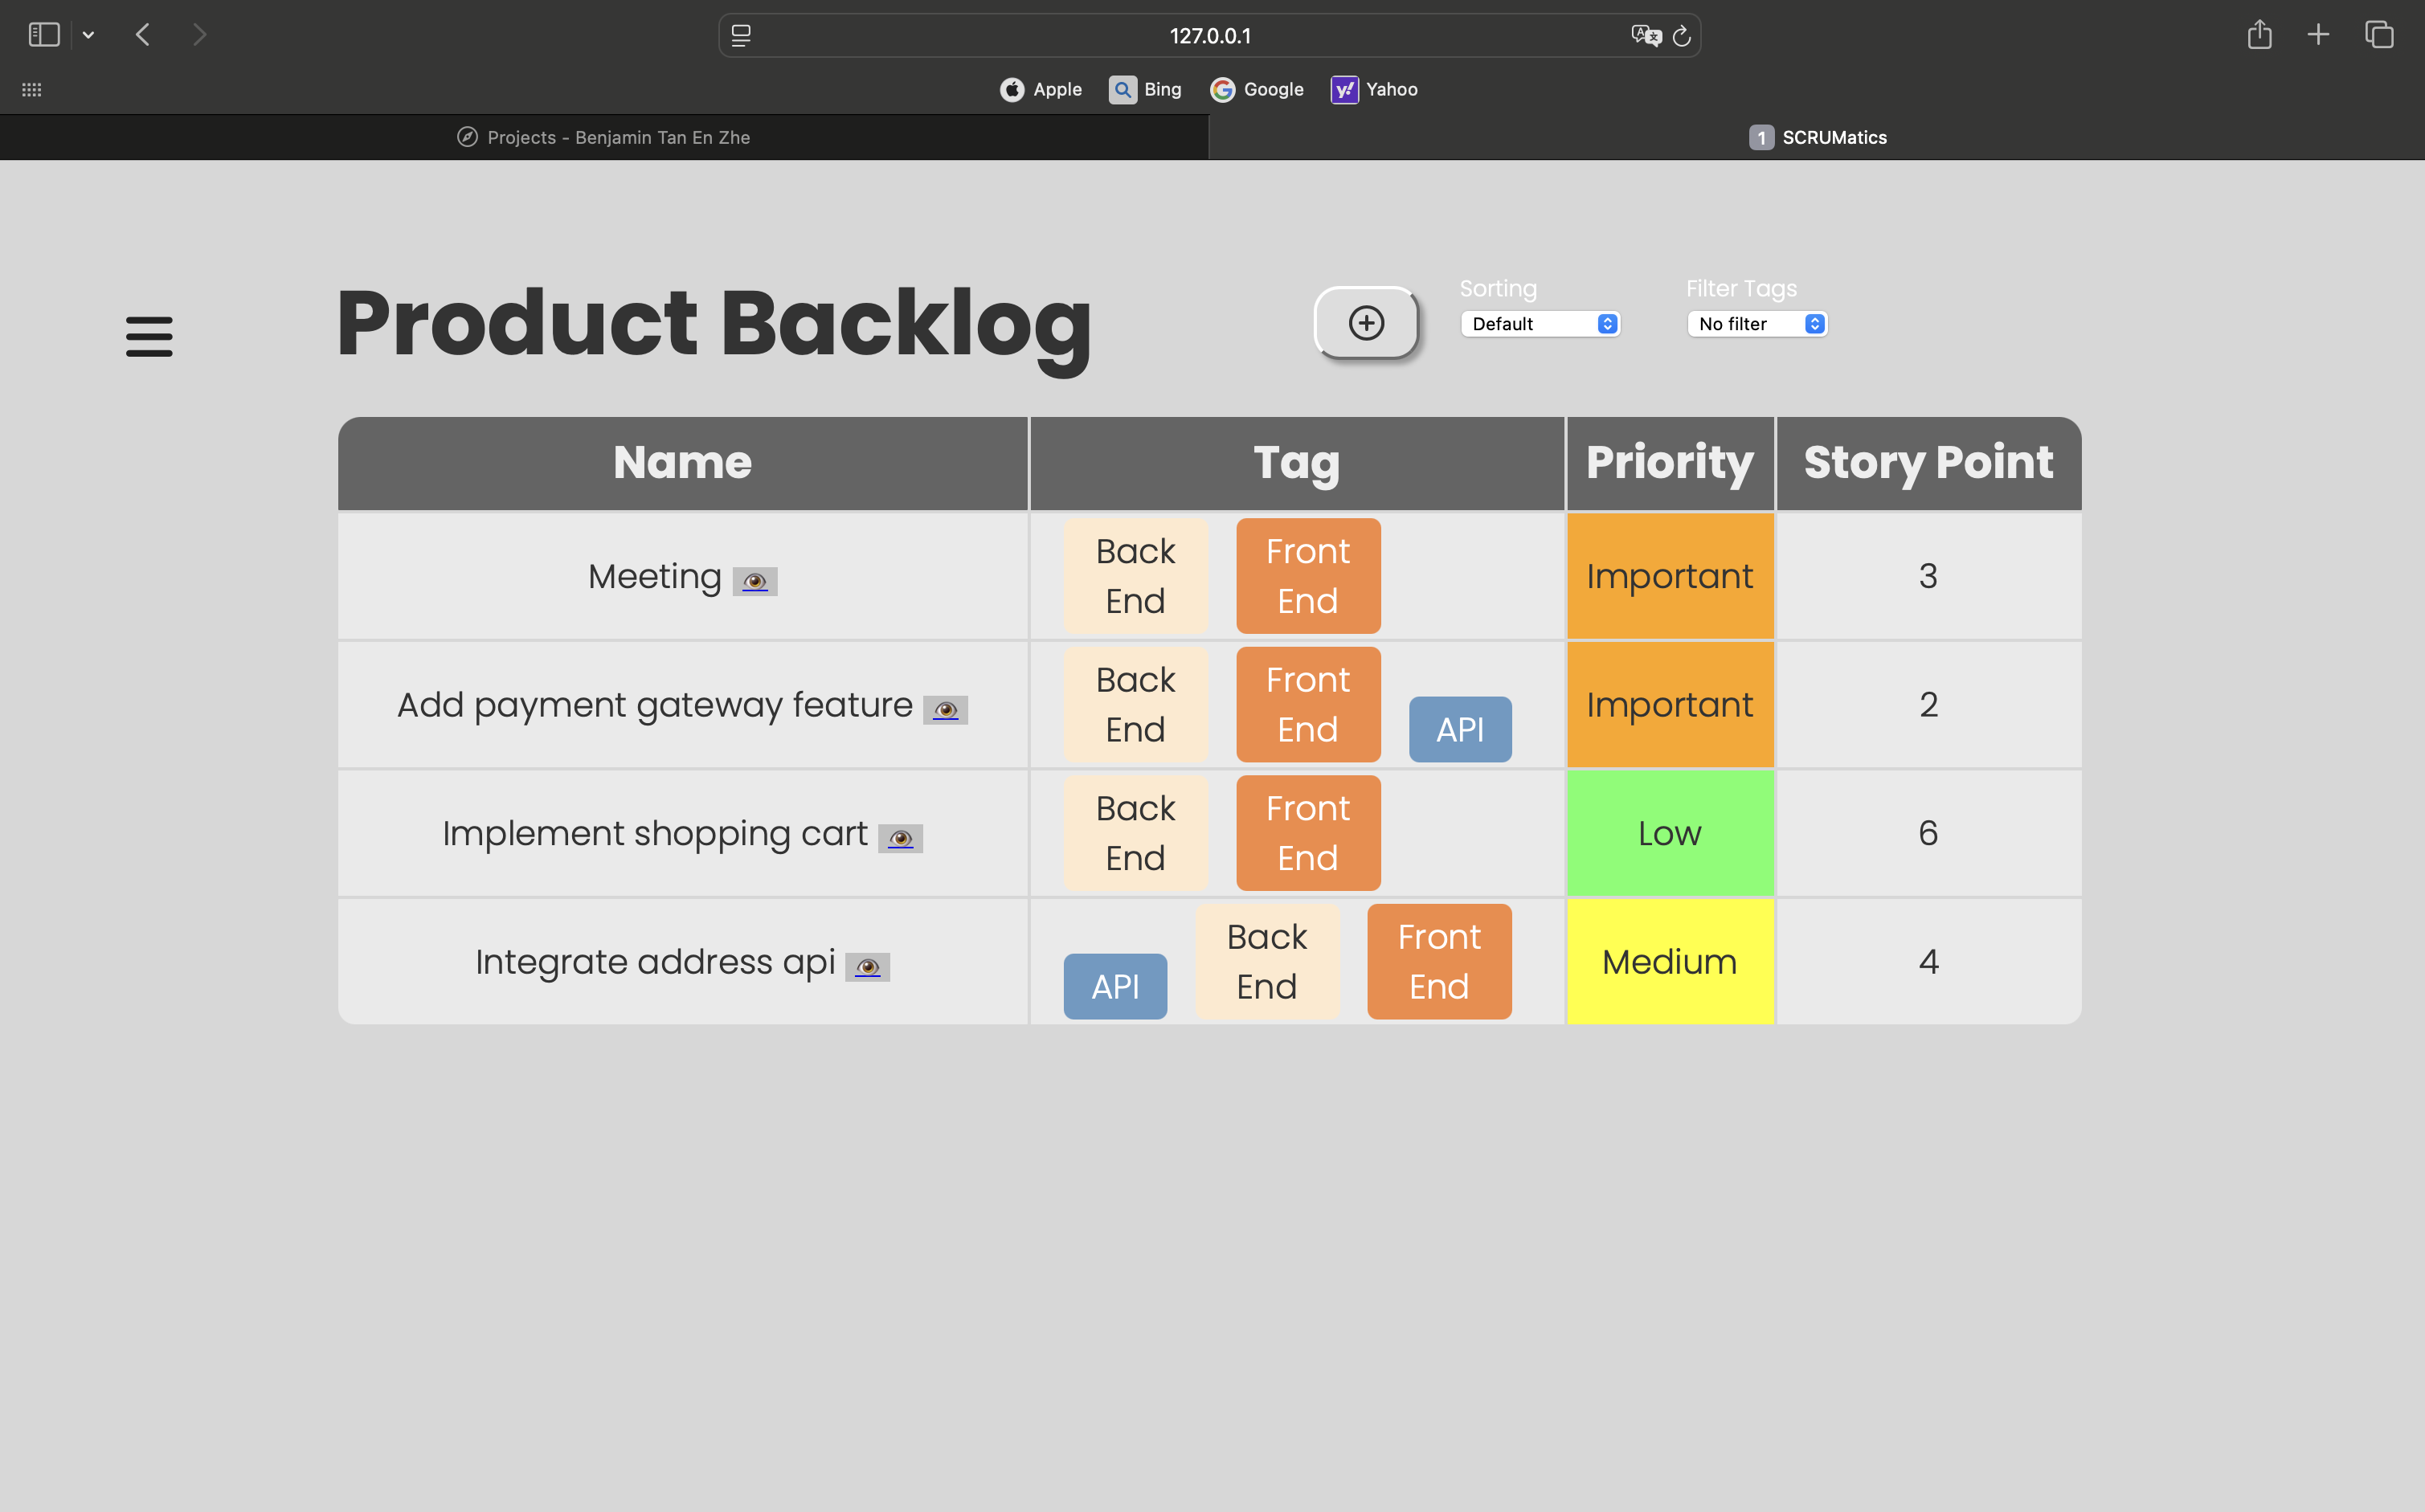 127.0.0.1
Apple Bing Google Yahoo
Projects - Benjamin Tan En Zhe
1 SCRUMatics
Product Backlog
Sorting
Default
Filter Tags
No filter
Name Tag Priority Story Point
Meeting
Back
End
Front
End
Important
3
Add payment gateway feature
Back
End
Front
End
API
Important
2
Implement shopping cart
Back
End
Front
End
Low
6
Integrate address api
API
Back
End
Front
End
Medium
4